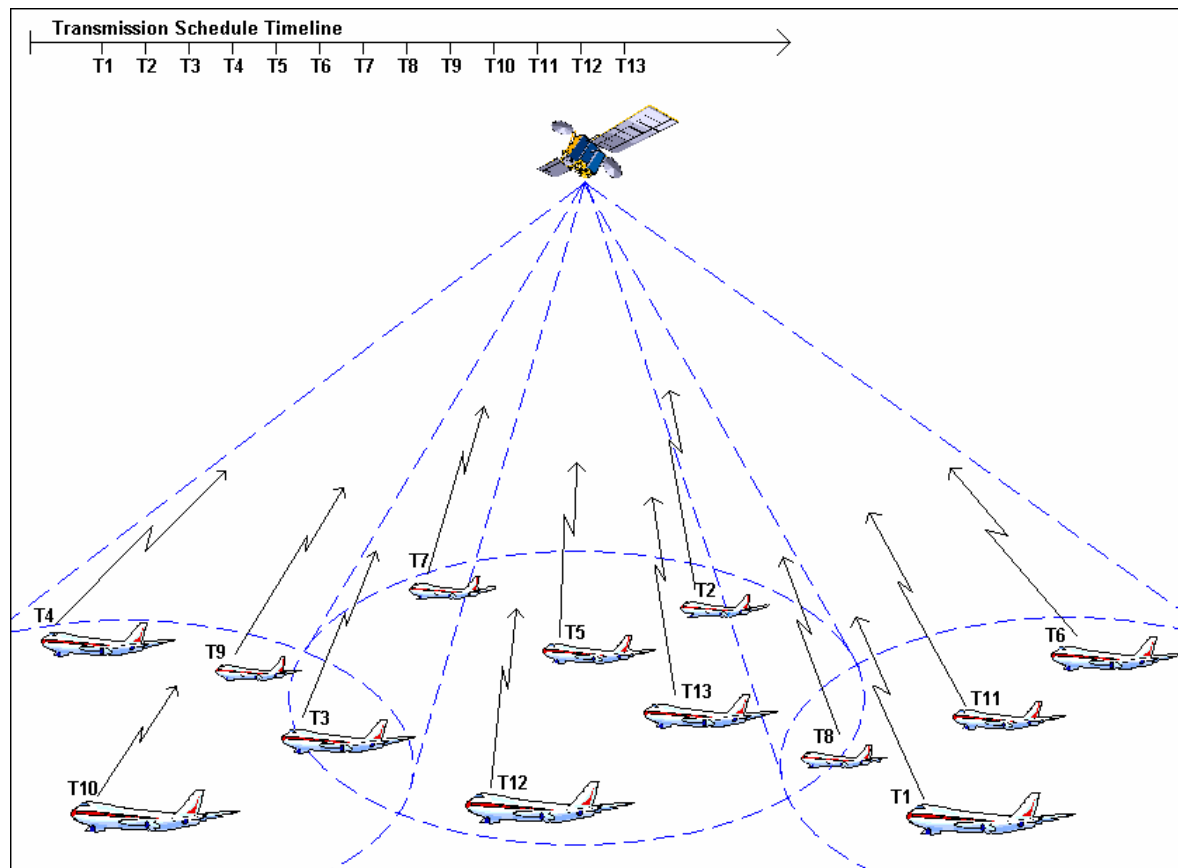 Transmission Schedule Timeline
T1 T2 T3 T4 T5 T6 T7 T8 T9 T10 T11 T12 T13
T7
T2
T4
T5
T6
T9
T13
T3
T11
T8
T10
T12
T1